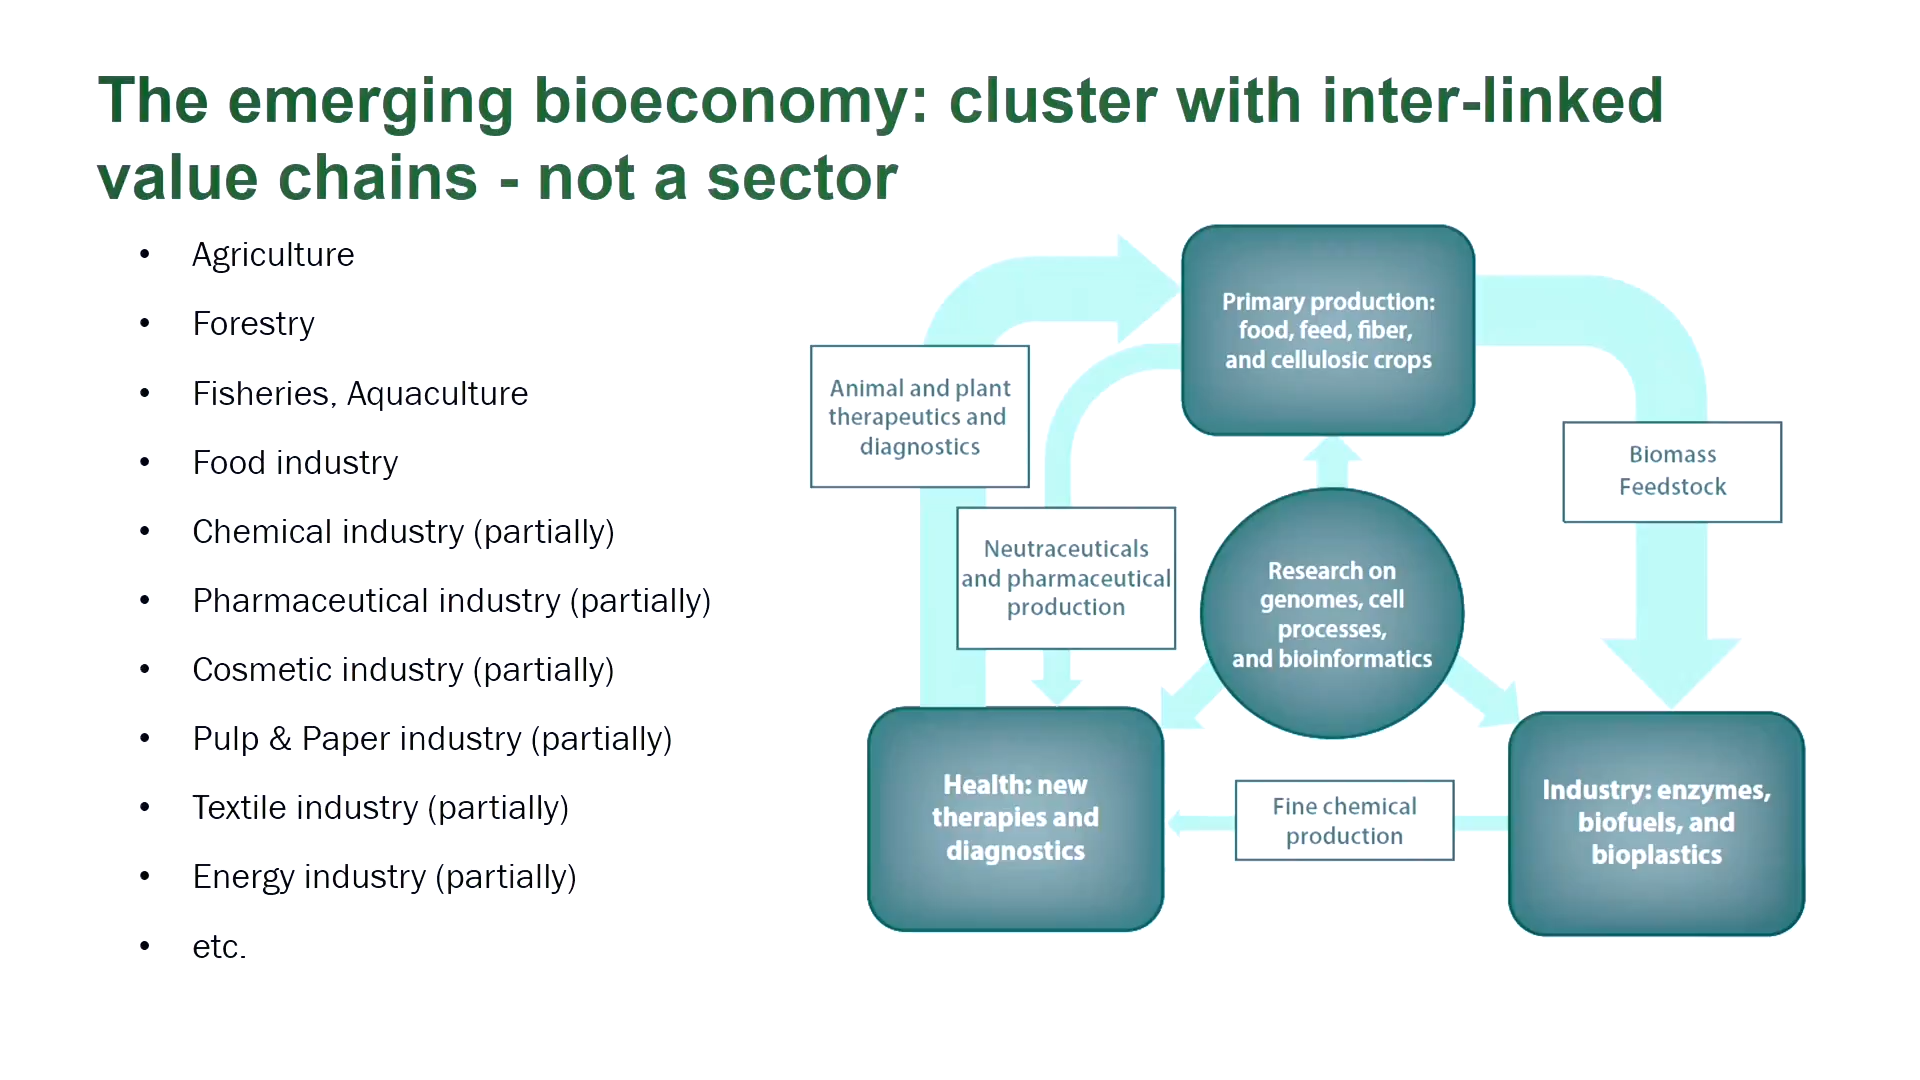 The emerging bioeconomy: cluster with inter-linked
value chains - not a sector
• Agriculture
• Forestry
• Fisheries, Aquaculture
• Food industry
• Chemical industry (partially)
• Pharmaceutical industry (partially)
• Cosmetic industry (partially)
• Pulp & Paper industry (partially)
• Textile industry (partially)
• Energy industry (partially)
• etc.
Primary production:
food, feed, fiber,
and cellulosic crops
Animal and plant
therapeutics and
diagnostics
Biomass
Feedstock
Neutraceuticals
and pharmaceutical
production
Research on
genomes, cell
processes,
and bioinformatics
Health: new
therapies and
diagnostics
Fine chemical
production
Industry: enzymes,
biofuels, and
bioplastics